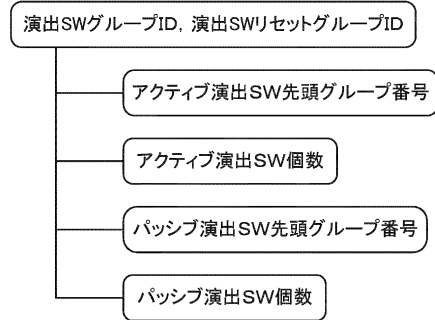 演出SWグループID, 演出SWリセットグループID
アクティブ演出SW先頭グループ番号
アクティブ演出SW個数
パッシブ演出SW先頭グループ番号
パッシブ演出SW個数